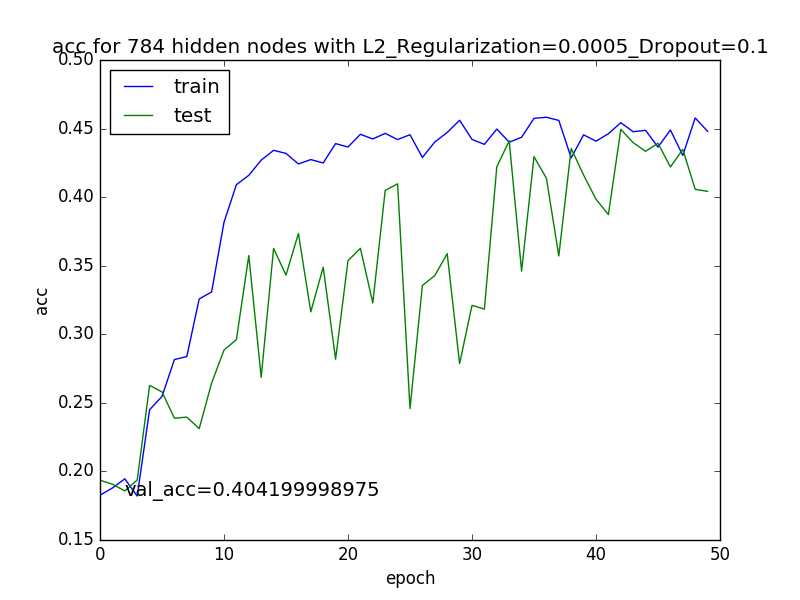 acc for 784 hidden nodes with L2_Regularization=0.0005_Dropout=0.1
0.50
train
test
0.45
0.40
0.35
acc
0.30
0.25
0.20
val_acc=0.404199998975
0.15
0 10 20 30 40 50
epoch